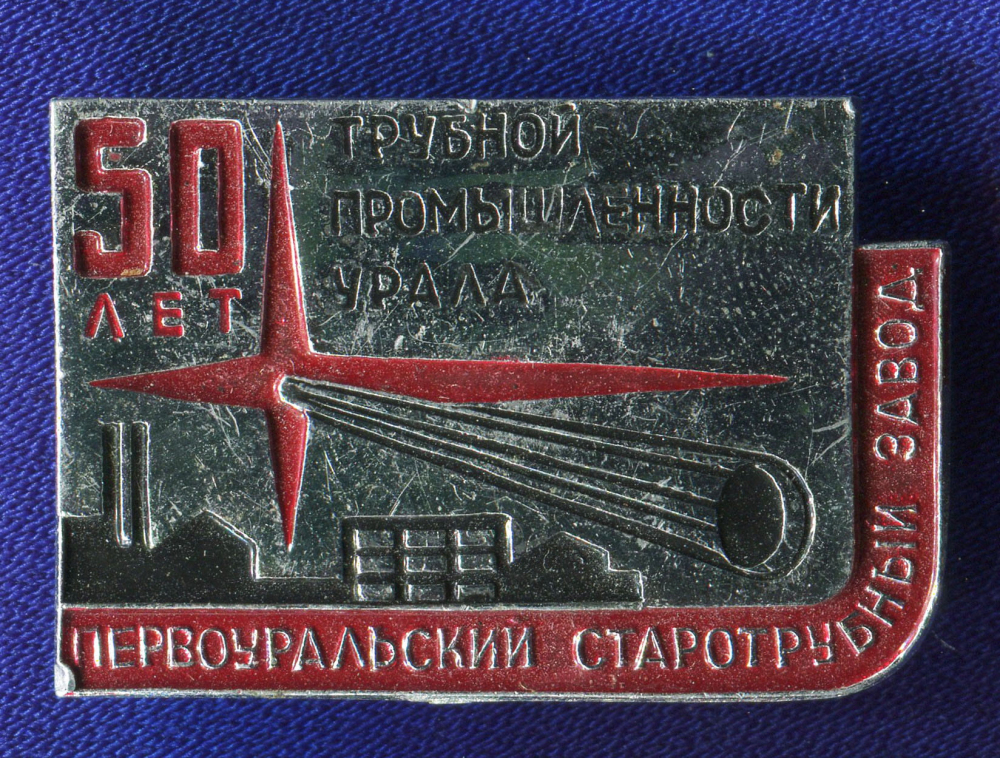 50
ЛЕТ
ТРУБНОЙ
ПРОМЫШЛЕННОСТИ
УРАЛА
ПЕРВОУРАЛЬСКИЙ СТАРОТРУБНЫЙ ЗАВОД